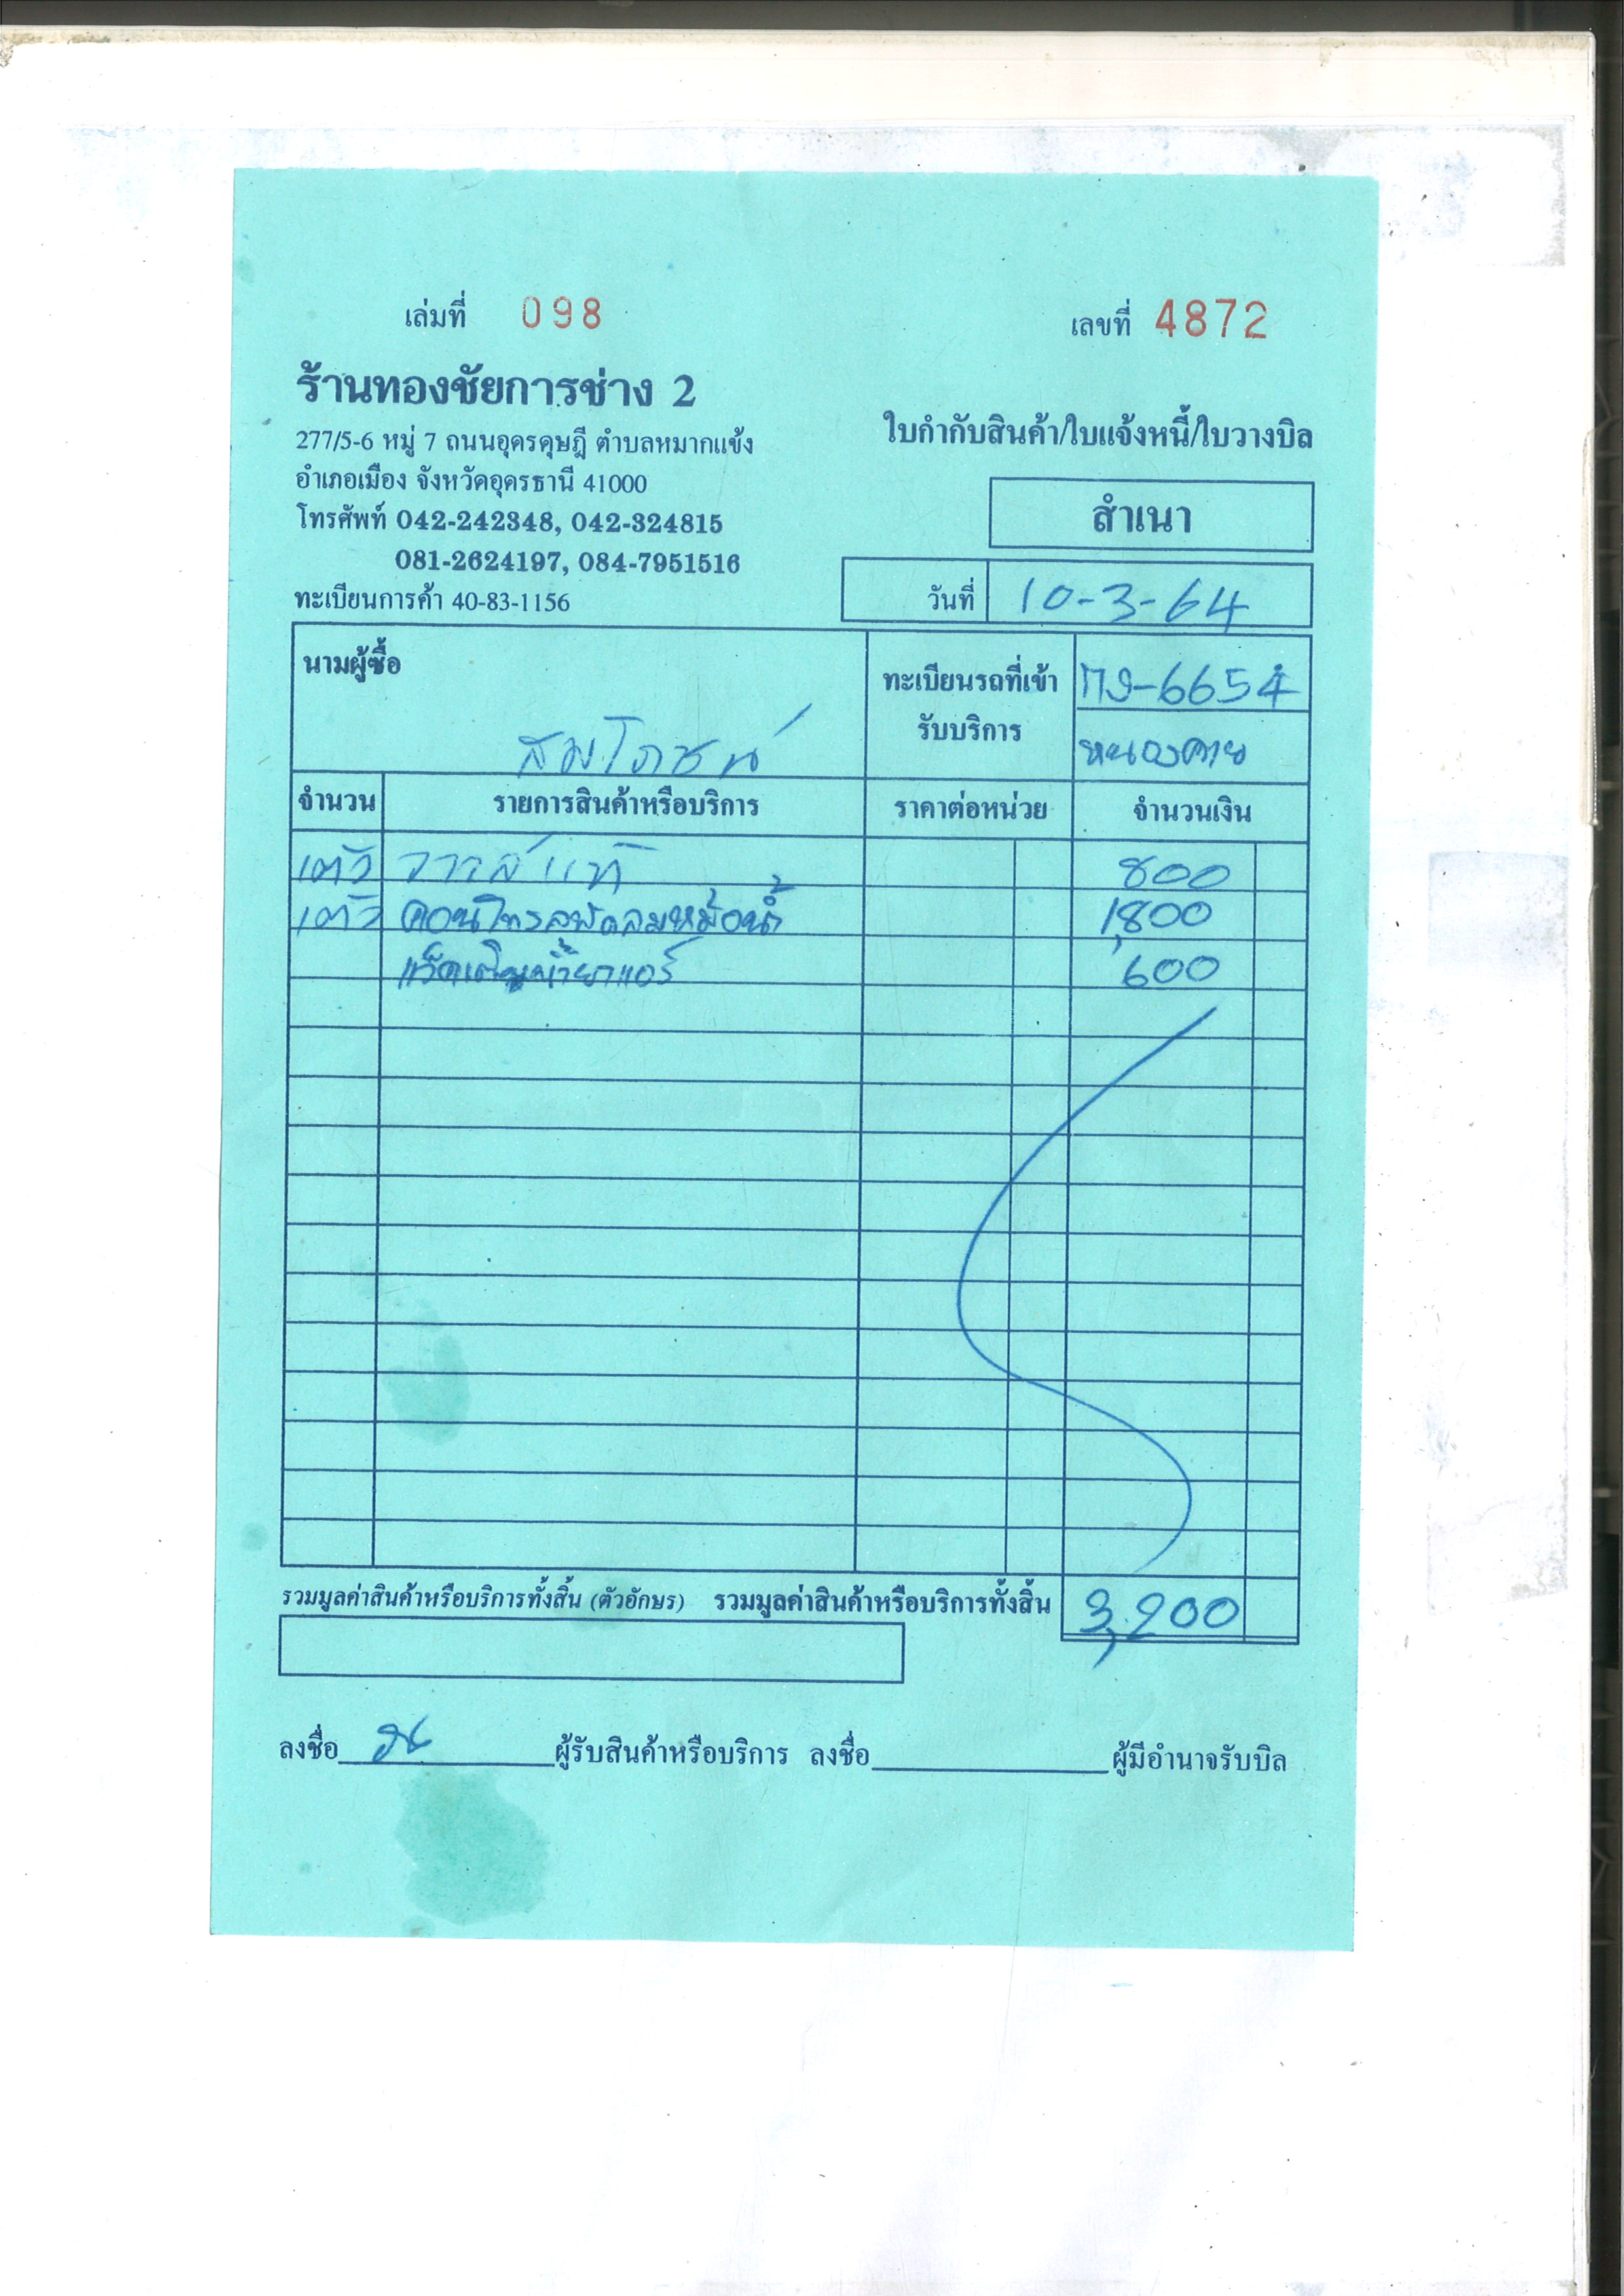 เล่มที่ 098
เลขที่ 4872
ร้านทองชัยการช่าง 2
277/5-6 หมู่ 7 ถนนอุดรดุษฎี ตำบลหมากแข้ง
อำเภอเมือง จังหวัดอุดรธานี 41000
โทรศัพท์ 042-242348, 042-324815
081-2624197, 084-7951516
ทะเบียนการค้า 40-83-1156
ใบกำกับสินค้า/ใบแจ้งหนี้/ใบวางบิล
สำเนา
วันที่ 10-3-64
นามผู้ซื้อ
สมโภชน์
ทะเบียนรถที่เข้า
รับบริการ
กง-6654
หนองคาย
จำนวน รายการสินค้าหรือบริการ ราคาต่อหน่วย จำนวนเงิน
1ตัว วาวล์แท้ 800
1ตัว คอนโทรลพัดลมหม้อน้ำ 1,800
แว็คเติมน้ำยาแอร์ 600
รวมมูลค่าสินค้าหรือบริการทั้งสิ้น (ตัวอักษร) รวมมูลค่าสินค้าหรือบริการทั้งสิ้น 3,200
ลงชื่อ ผู้รับสินค้าหรือบริการ ลงชื่อ ผู้มีอำนาจรับบิล